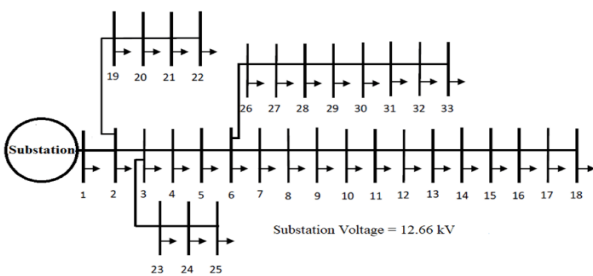 19 20 21 22
26 27 28 29 30 31 32 33
Substation
1 2 3 4 5 6 7 8 9 10 11 12 13 14 15 16 17 18
23 24 25
Substation Voltage = 12.66 kV